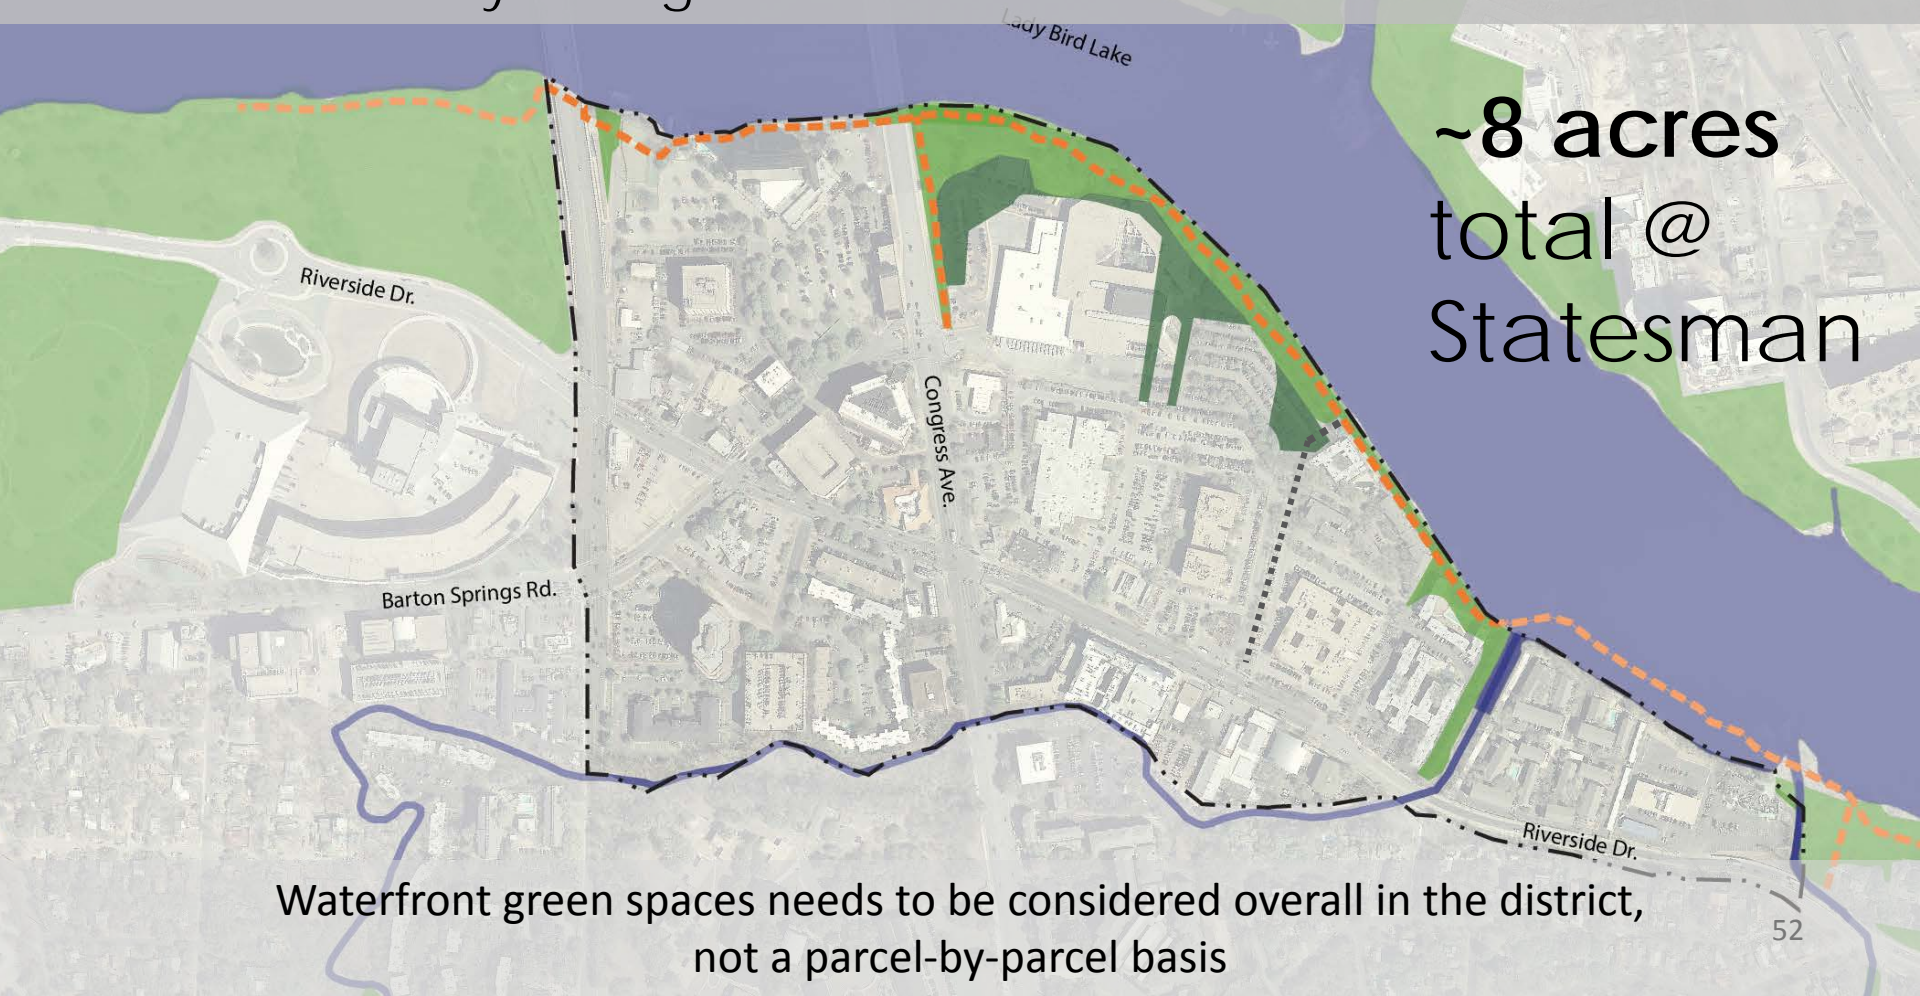 Lady Bird Lake
~8 acres
total @
Statesman
Riverside Dr.
Congress Ave.
Barton Springs Rd.
Riverside Dr.
Waterfront green spaces needs to be considered overall in the district,
not a parcel-by-parcel basis
52